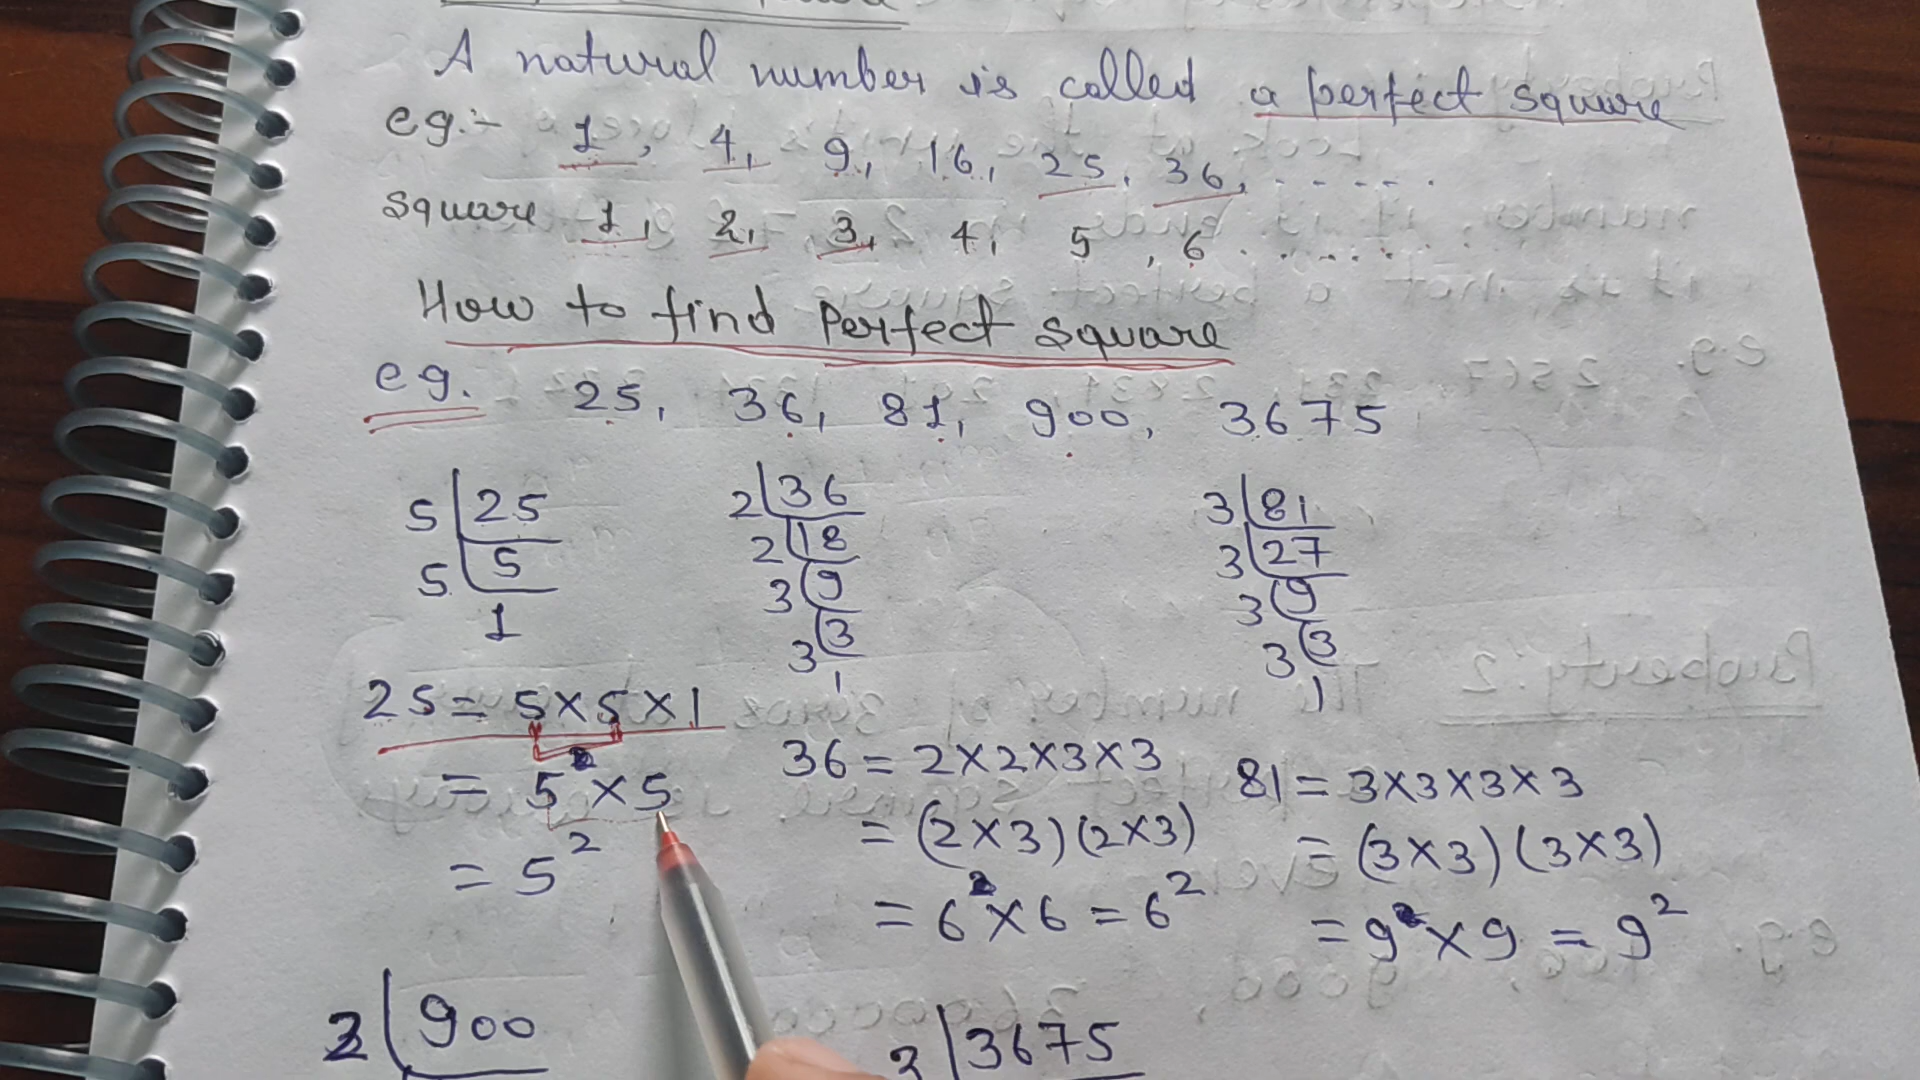 A natural number is called a perfect square
eg:- 1, 4, 9, 16, 25, 36, ......
square 1, 2, 3, 4, 5, 6 ......
How to find Perfect square
eg. 25, 36, 81, 900, 3675
5 | 25
5 | 5
1
2 | 36
2 | 18
3 | 9
3 | 3
1
3 | 81
3 | 27
3 | 9
3 | 3
1
25 = 5×5×1
= 5² × 5
= 5²
36 = 2×2×3×3
= (2×3)(2×3)
= 6² × 6 = 6²
81 = 3×3×3×3
= (3×3)(3×3)
= 9² × 9 = 9²
2 | 900
3 | 3675